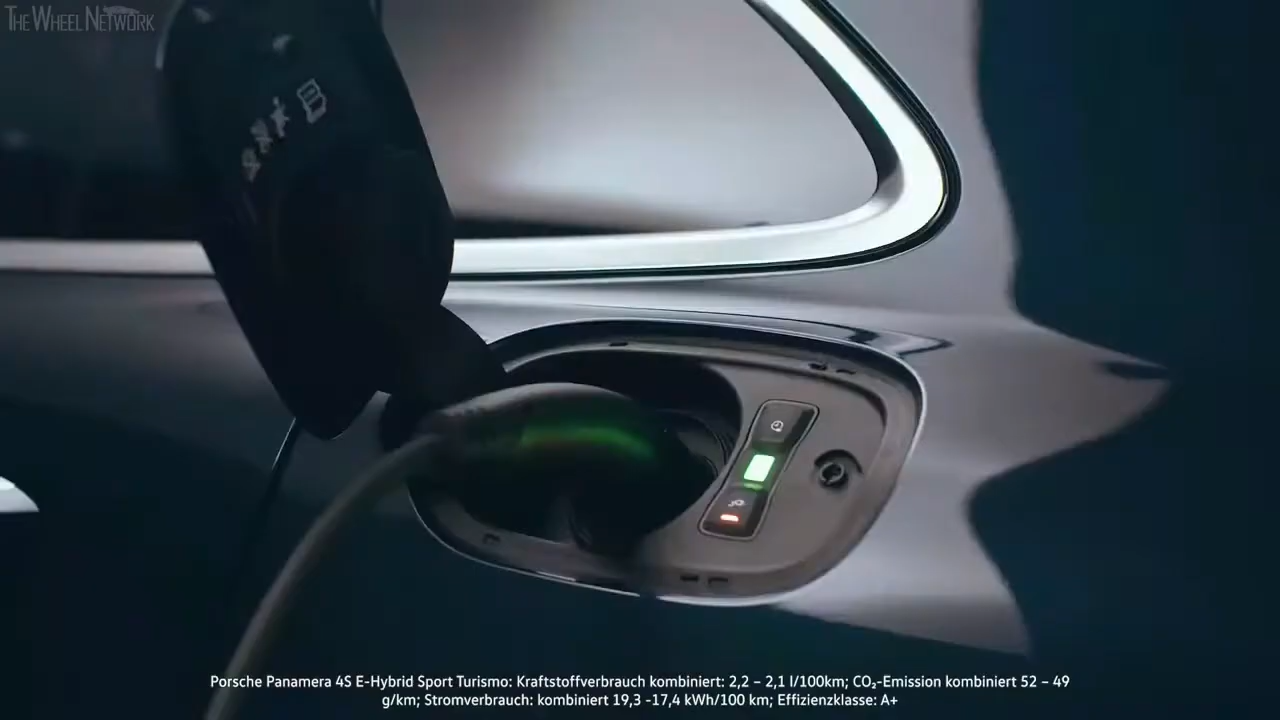 THE WHEEL NETWORK
Porsche Panamera 4S E-Hybrid Sport Turismo: Kraftstoffverbrauch kombiniert: 2,2 – 2,1 l/100km; CO₂-Emission kombiniert 52 – 49
g/km; Stromverbrauch: kombiniert 19,3 -17,4 kWh/100 km; Effizienzklasse: A+